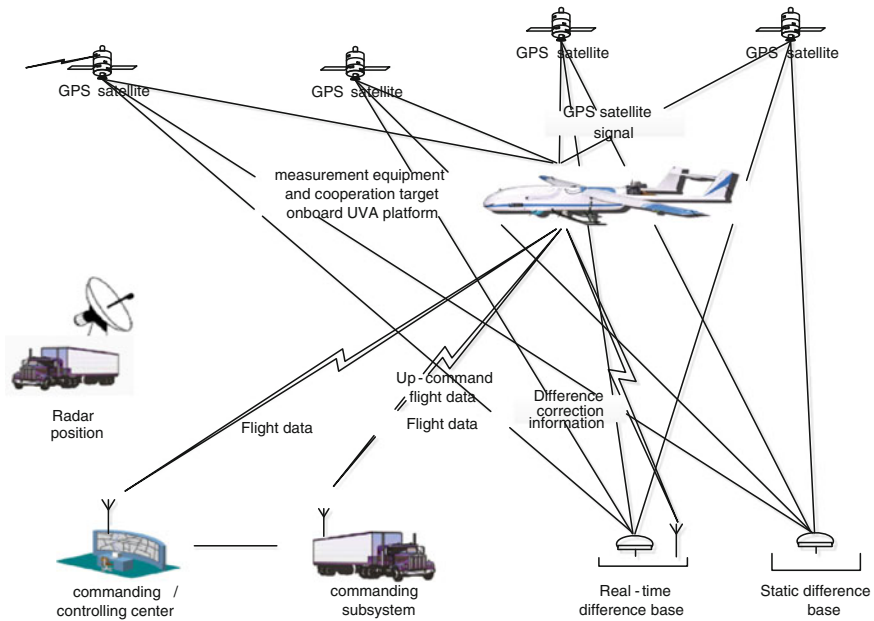 GPS satellite
GPS satellite
GPS satellite
GPS satellite
GPS satellite
signal
measurement equipment
and cooperation target
onboard UVA platform
Radar
position
Flight data
Up-command
flight data
Flight data
Difference
correction
information
commanding /
controlling center
commanding
subsystem
Real-time
difference base
Static difference
base